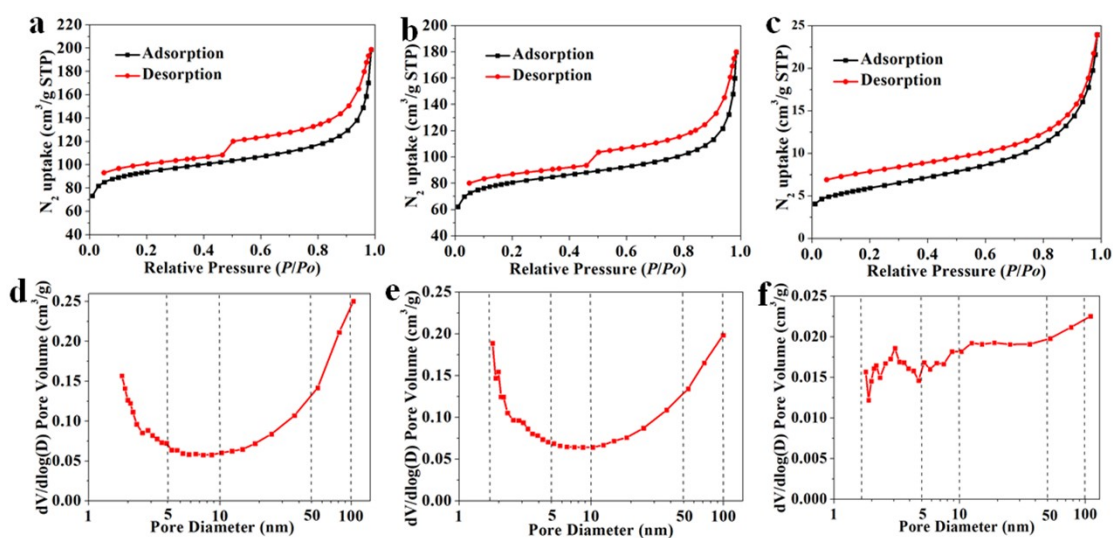 a
N2 uptake (cm3/g STP)
220
200
180
160
140
120
100
80
60
40
Adsorption
Desorption
0.0 0.2 0.4 0.6 0.8 1.0
Relative Pressure (P/Po)
b
N2 uptake (cm3/g STP)
200
180
160
140
120
100
80
60
40
Adsorption
Desorption
0.0 0.2 0.4 0.6 0.8 1.0
Relative Pressure (P/Po)
c
N2 uptake (cm3/g STP)
25
20
15
10
5
0
Adsorption
Desorption
0.0 0.2 0.4 0.6 0.8 1.0
Relative Pressure (P/Po)
d
dV/dlog(D) Pore Volume (cm3/g)
0.25
0.20
0.15
0.10
0.05
0.00
1 5 10 50 100
Pore Diameter (nm)
e
dV/dlog(D) Pore Volume (cm3/g)
0.25
0.20
0.15
0.10
0.05
0.00
1 5 10 50 100
Pore Diameter (nm)
f
dV/dlog(D) Pore Volume (cm3/g)
0.025
0.020
0.015
0.010
0.005
0.000
1 5 10 50 100
Pore Diameter (nm)